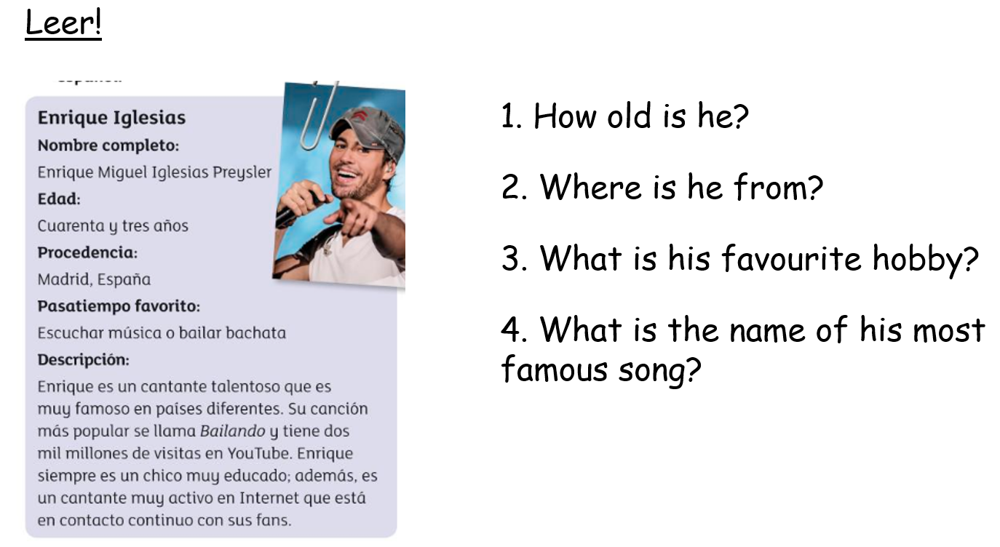 Leer!
Enrique Iglesias
Nombre completo:
Enrique Miguel Iglesias Preysler
Edad:
Cuarenta y tres años
Procedencia:
Madrid, España
Pasatiempo favorito:
Escuchar música o bailar bachata
Descripción:
Enrique es un cantante talentoso que es
muy famoso en países diferentes. Su canción
más popular se llama Bailando y tiene dos
mil millones de visitas en YouTube. Enrique
siempre es un chico muy educado; además, es
un cantante muy activo en Internet que está
en contacto continuo con sus fans.
1. How old is he?
2. Where is he from?
3. What is his favourite hobby?
4. What is the name of his most
famous song?